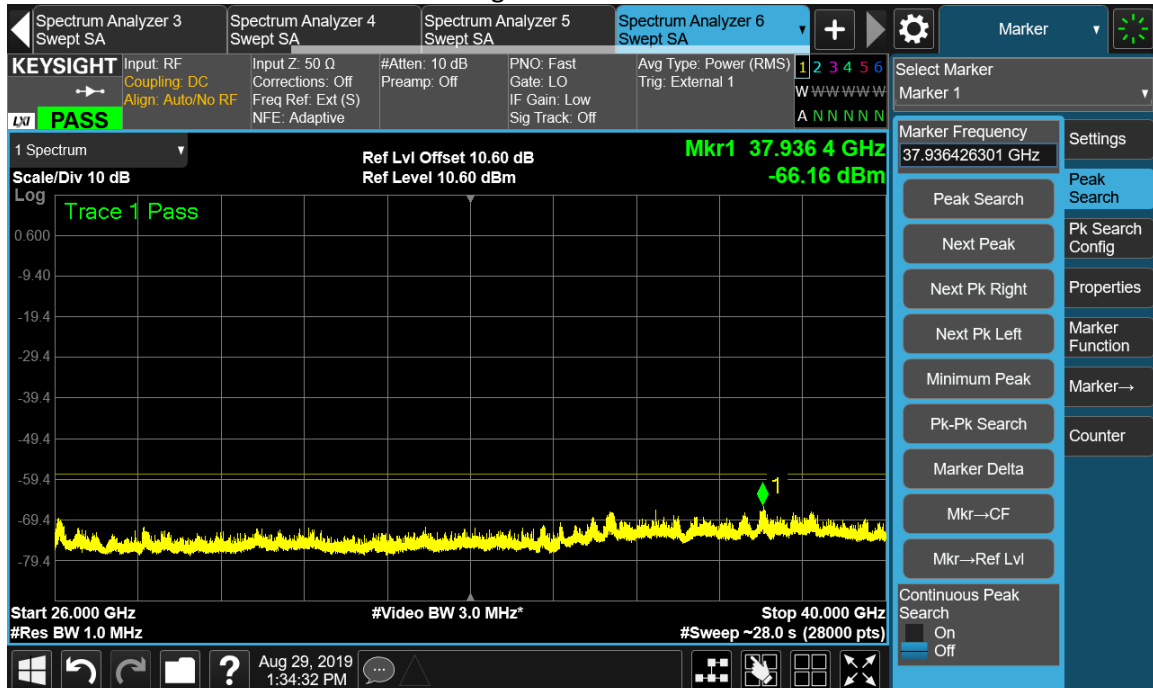 Spectrum Analyzer 3
Swept SA
Spectrum Analyzer 4
Swept SA
Spectrum Analyzer 5
Swept SA
Spectrum Analyzer 6
Swept SA
+
Marker
KEYSIGHT
LXI
PASS
Input: RF
Coupling: DC
Align: Auto/No RF
Input Z: 50 Ω
Corrections: Off
Freq Ref: Ext (S)
NFE: Adaptive
#Atten: 10 dB
Preamp: Off
PNO: Fast
Gate: LO
IF Gain: Low
Sig Track: Off
Avg Type: Power (RMS)
Trig: External 1
1 2 3 4 5 6
W W W W W W
A N N N N N
Select Marker
Marker 1
1 Spectrum
Scale/Div 10 dB
Log
Ref Lvl Offset 10.60 dB
Ref Level 10.60 dBm
Mkr1 37.936 4 GHz
-66.16 dBm
Trace 1 Pass
0.600
-9.40
-19.4
-29.4
-39.4
-49.4
-59.4
-69.4
-79.4
1
Start 26.000 GHz
#Res BW 1.0 MHz
#Video BW 3.0 MHz*
Stop 40.000 GHz
#Sweep ~28.0 s (28000 pts)
Marker Frequency
37.936426301 GHz
Peak Search
Next Peak
Next Pk Right
Next Pk Left
Minimum Peak
Pk-Pk Search
Marker Delta
Mkr→CF
Mkr→Ref Lvl
Continuous Peak
Search
On
Off
Settings
Peak
Search
Pk Search
Config
Properties
Marker
Function
Marker→
Counter
?
Aug 29, 2019
1:34:32 PM